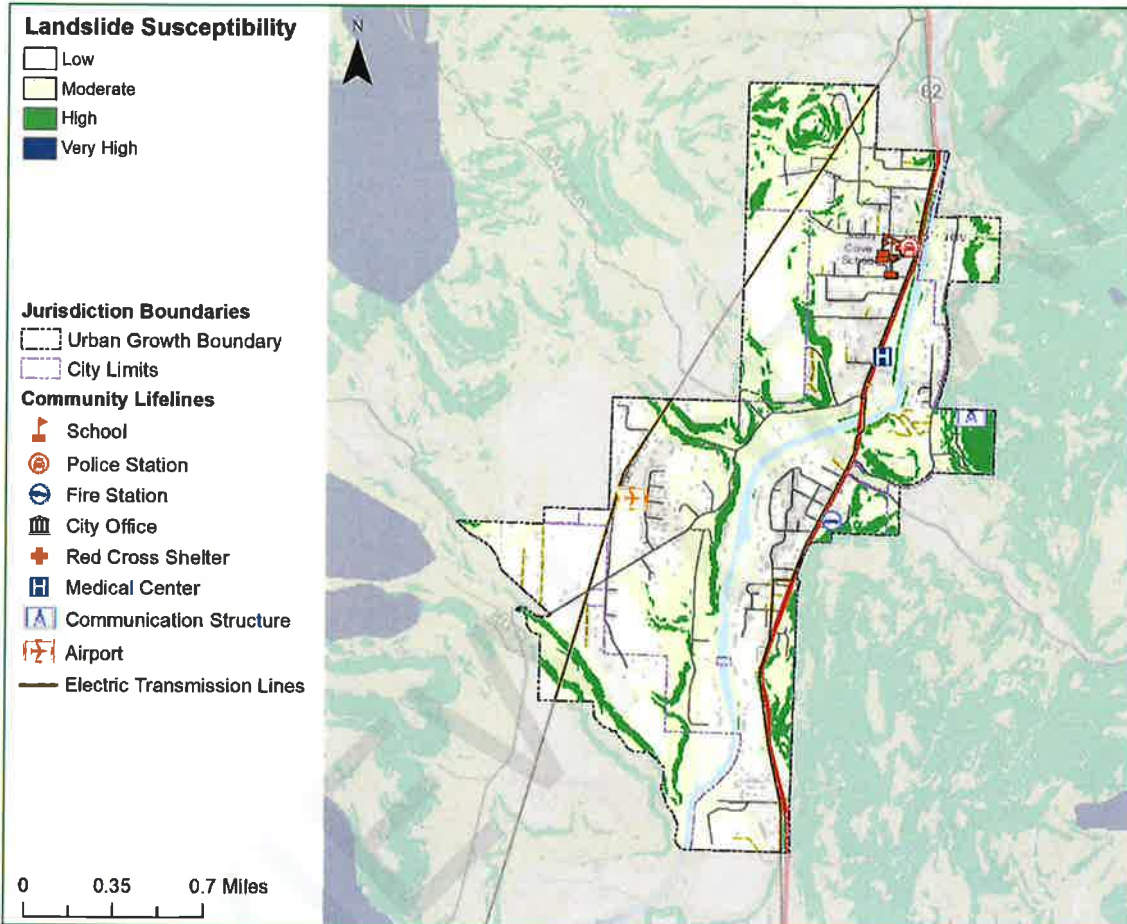 Landslide Susceptibility
Low
Moderate
High
Very High
Jurisdiction Boundaries
Urban Growth Boundary
City Limits
Community Lifelines
School
Police Station
Fire Station
City Office
Red Cross Shelter
Medical Center
Communication Structure
Airport
Electric Transmission Lines
0 0.35 0.7 Miles
N
62
Cove
School
H